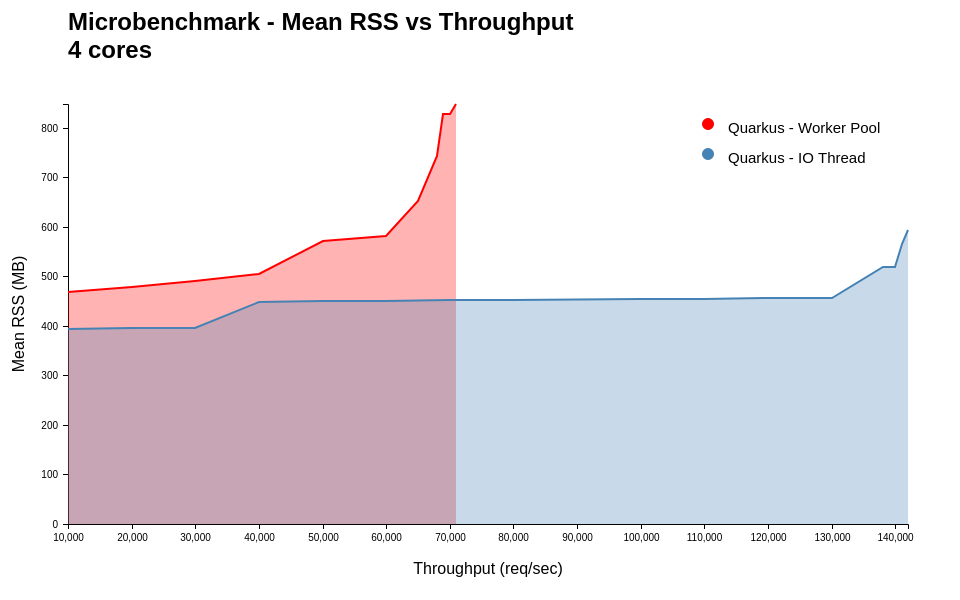 Microbenchmark - Mean RSS vs Throughput
4 cores
Quarkus - Worker Pool
Quarkus - IO Thread
Mean RSS (MB)
800
700
600
500
400
300
200
100
0
10,000 20,000 30,000 40,000 50,000 60,000 70,000 80,000 90,000 100,000 110,000 120,000 130,000 140,000
Throughput (req/sec)